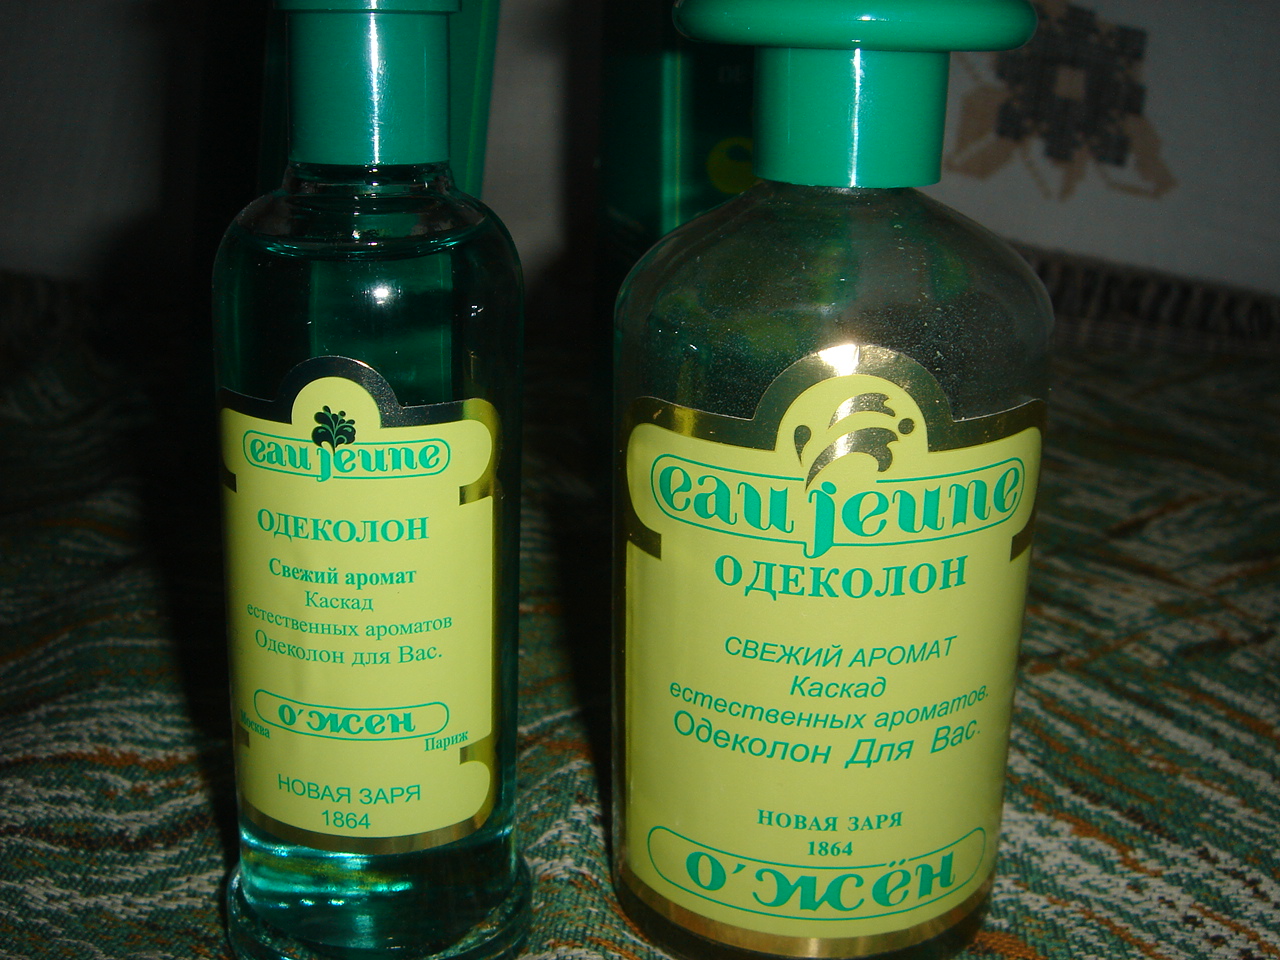 eau jeune
ОДЕКОЛОН
Свежий аромат
Каскад
естественных ароматов
Одеколон для Вас.
о'жен
Москва
Париж
НОВАЯ ЗАРЯ
1864
eau jeune
ОДЕКОЛОН
СВЕЖИЙ АРОМАТ
Каскад
естественных ароматов.
Одеколон Для Вас.
НОВАЯ ЗАРЯ
1864
о'жён